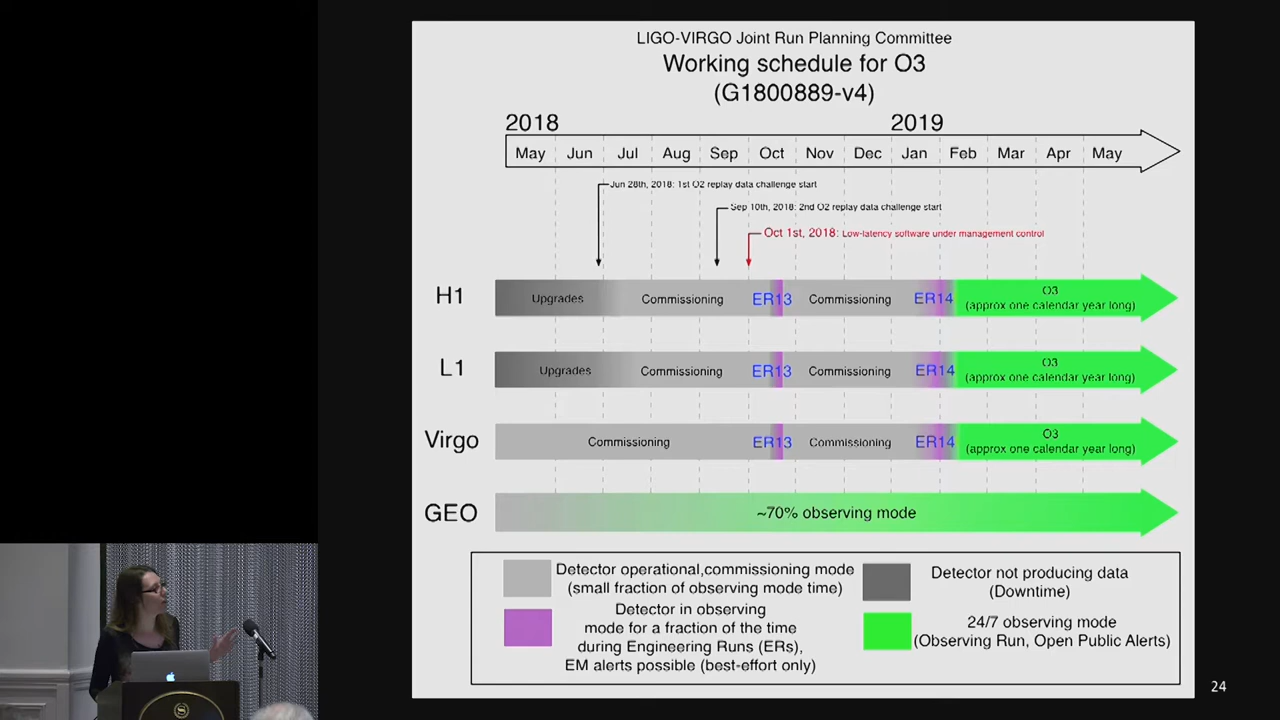 LIGO-VIRGO Joint Run Planning Committee
Working schedule for O3
(G1800889-v4)
2018
2019
May Jun Jul Aug Sep Oct Nov Dec Jan Feb Mar Apr May
Jun 28th, 2018: 1st O2 replay data challenge start
Sep 10th, 2018: 2nd O2 replay data challenge start
Oct 1st, 2018: Low-latency software under management control
H1
Upgrades
Commissioning
ER13
Commissioning
ER14
O3
(approx one calendar year long)
L1
Upgrades
Commissioning
ER13
Commissioning
ER14
O3
(approx one calendar year long)
Virgo
Commissioning
ER13
Commissioning
ER14
O3
(approx one calendar year long)
GEO
~70% observing mode
Detector operational,commissioning mode
(small fraction of observing mode time)
Detector in observing
mode for a fraction of the time
during Engineering Runs (ERs),
EM alerts possible (best-effort only)
Detector not producing data
(Downtime)
24/7 observing mode
(Observing Run, Open Public Alerts)
24